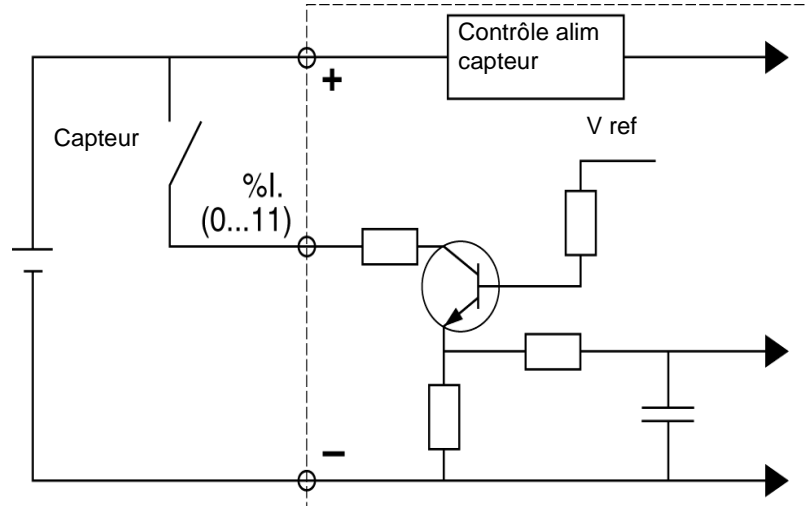 Contrôle alim
capteur
+
V ref
Capteur
%I.
(0...11)
−